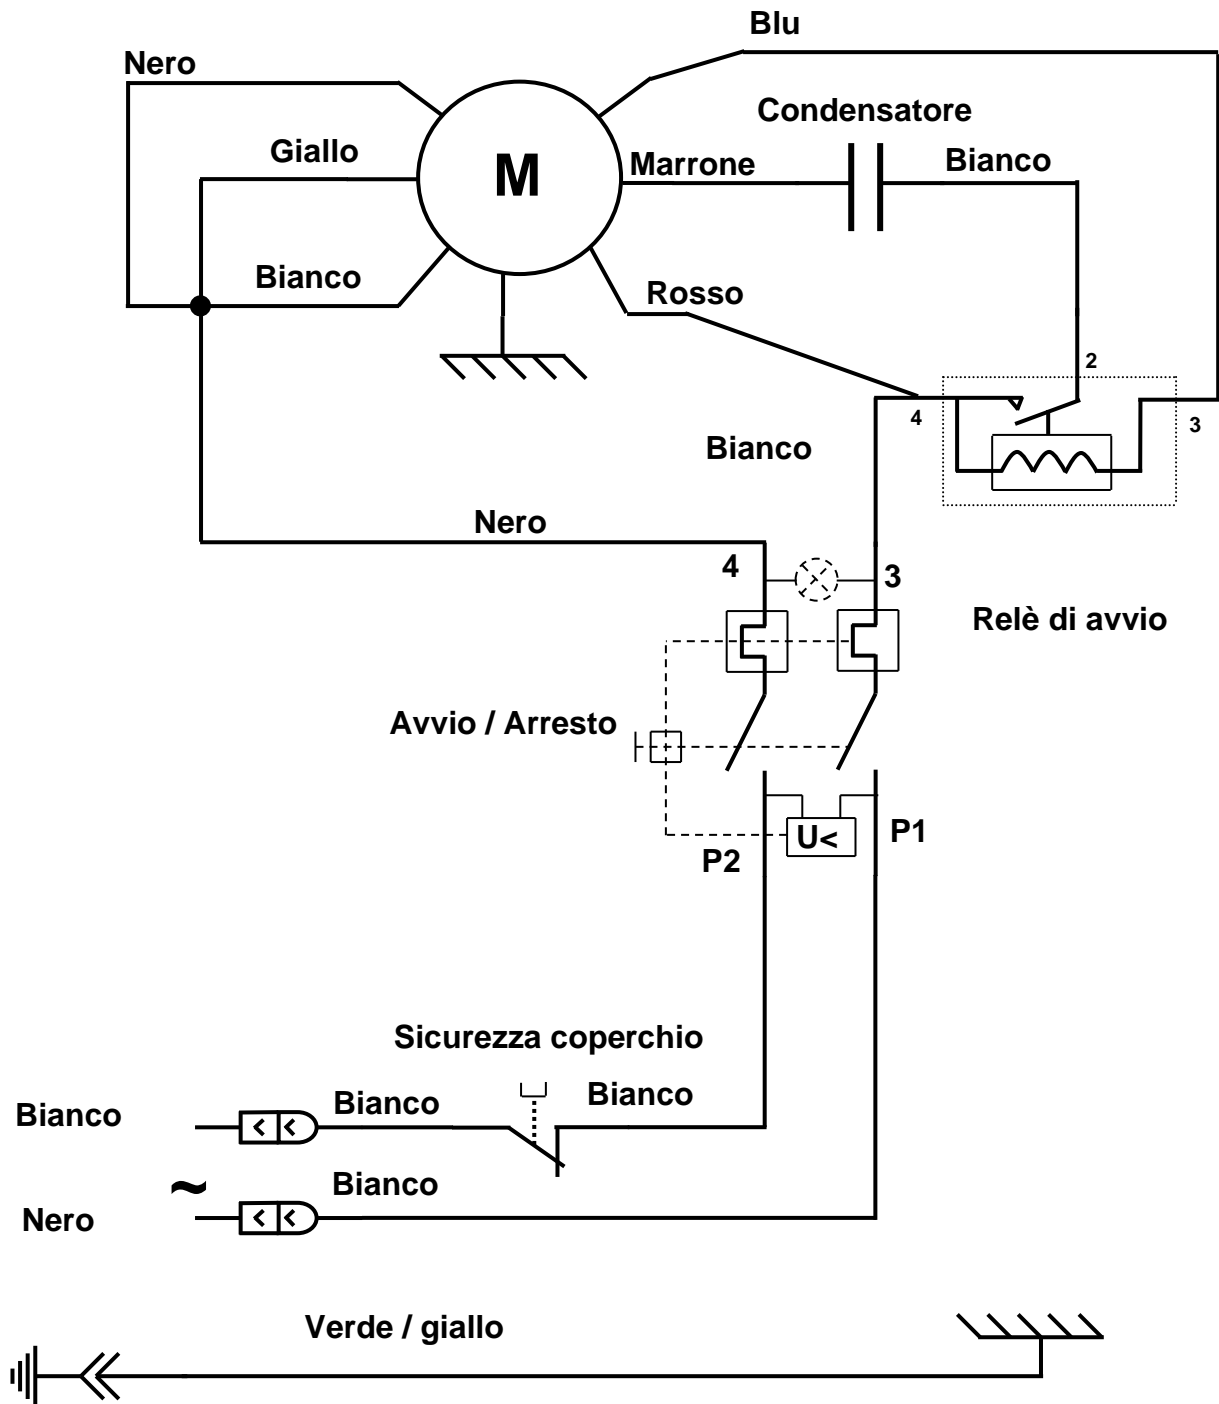 Blu
Nero
Condensatore
Giallo
Marrone
Bianco
M
Bianco
Rosso
2
4
3
Bianco
Nero
4
3
Relè di avvio
Avvio / Arresto
U<
P1
P2
Sicurezza coperchio
Bianco
Bianco
Bianco
~
Bianco
Nero
Verde / giallo